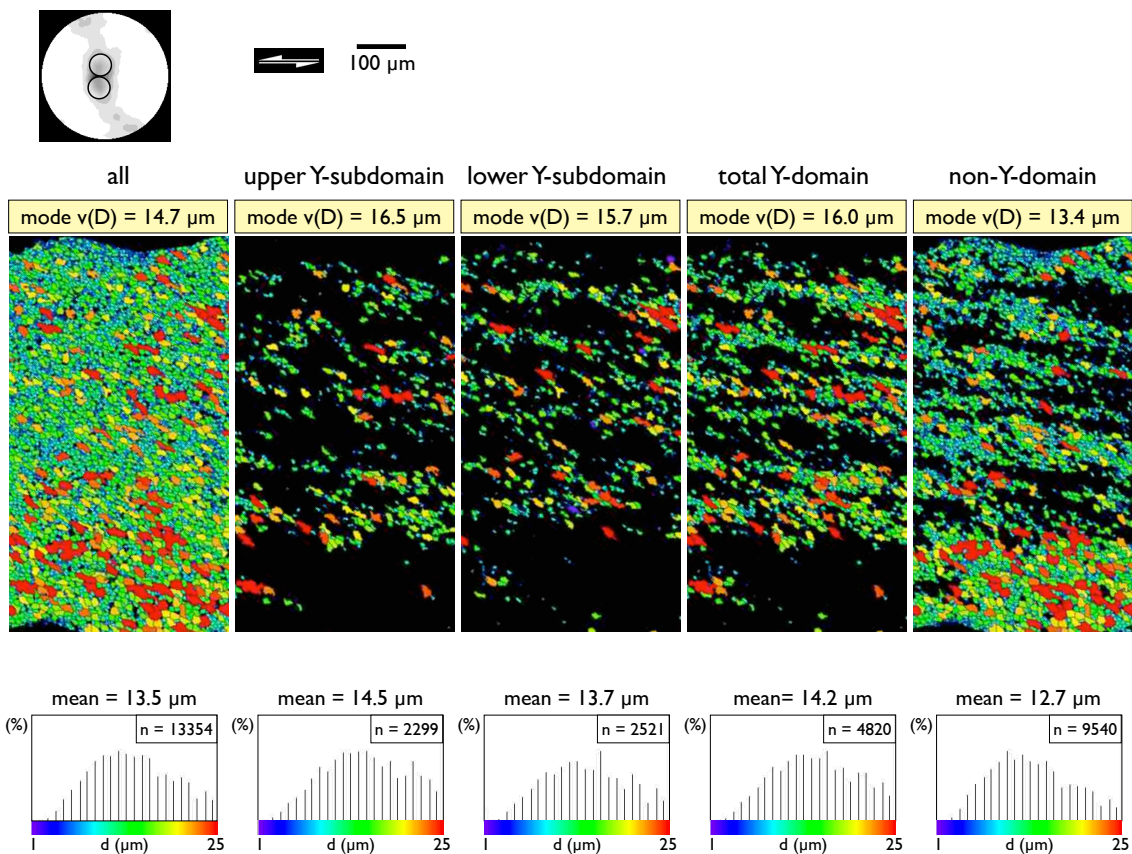 100 µm
all upper Y-subdomain lower Y-subdomain total Y-domain non-Y-domain
mode v(D) = 14.7 µm mode v(D) = 16.5 µm mode v(D) = 15.7 µm mode v(D) = 16.0 µm mode v(D) = 13.4 µm
mean = 13.5 µm mean = 14.5 µm mean = 13.7 µm mean= 14.2 µm mean = 12.7 µm
(%) n = 13354 (%) n = 2299 (%) n = 2521 (%) n = 4820 (%) n = 9540
1 d (µm) 25 1 d (µm) 25 1 d (µm) 25 1 d (µm) 25 1 d (µm) 25